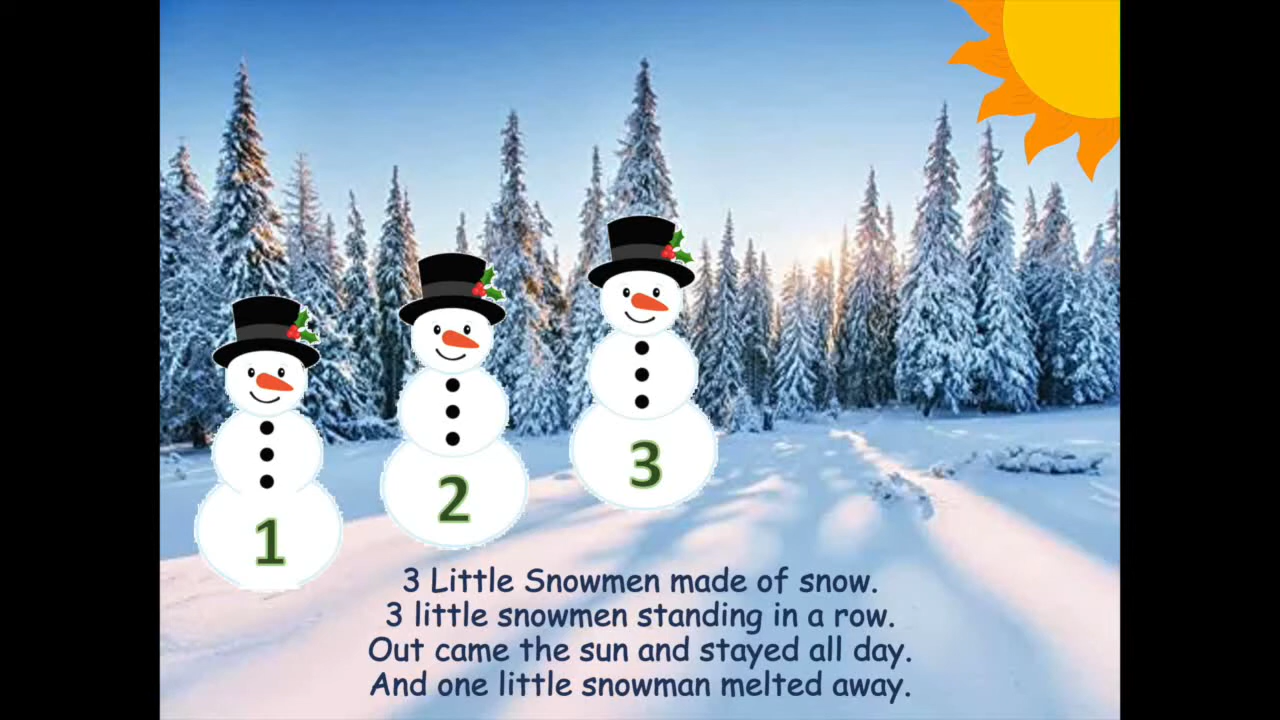 1
2
3
3 Little Snowmen made of snow.
3 little snowmen standing in a row.
Out came the sun and stayed all day.
And one little snowman melted away.